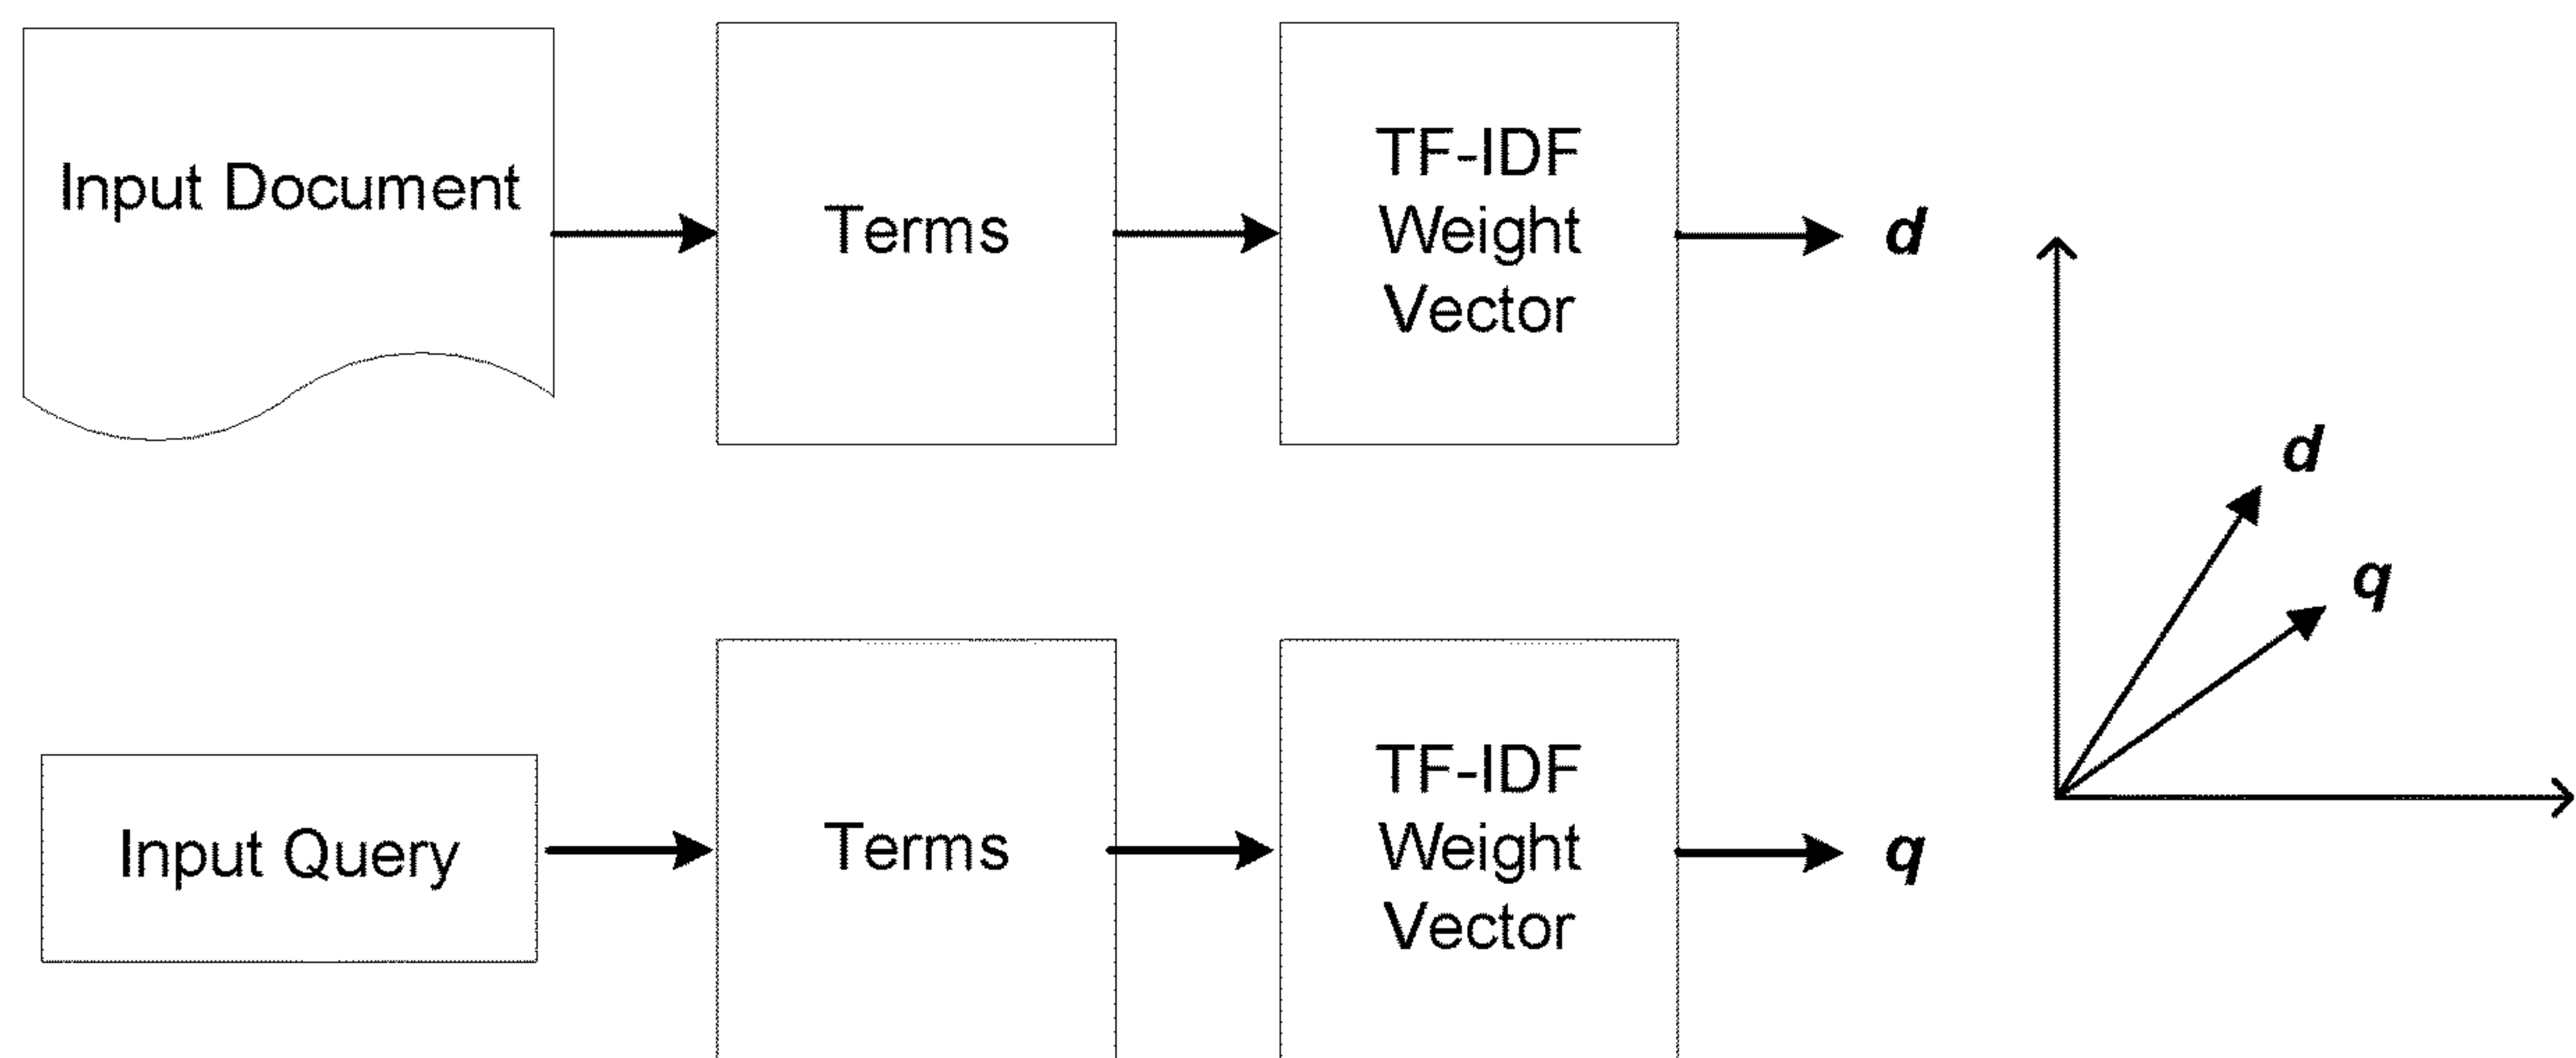 Input Document
Terms
TF-IDF
Weight
Vector
d
d
q
Input Query
Terms
TF-IDF
Weight
Vector
q